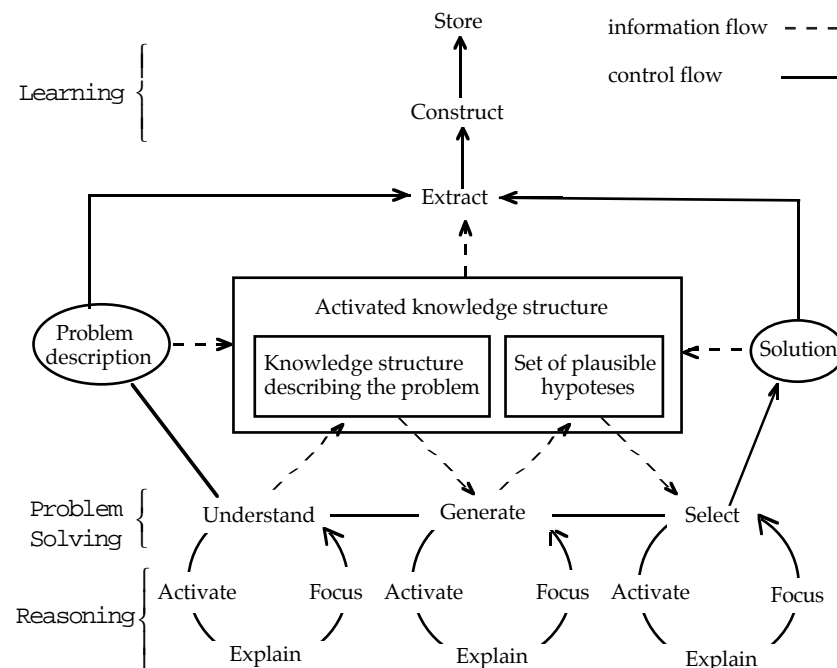 Store
information flow
control flow
Learning
Construct
Extract
Activated knowledge structure
Problem
description
Knowledge structure
describing the problem
Set of plausible
hypoteses
Solution
Problem
Solving
Understand
Generate
Select
Reasoning
Activate
Focus
Activate
Focus
Activate
Focus
Explain
Explain
Explain